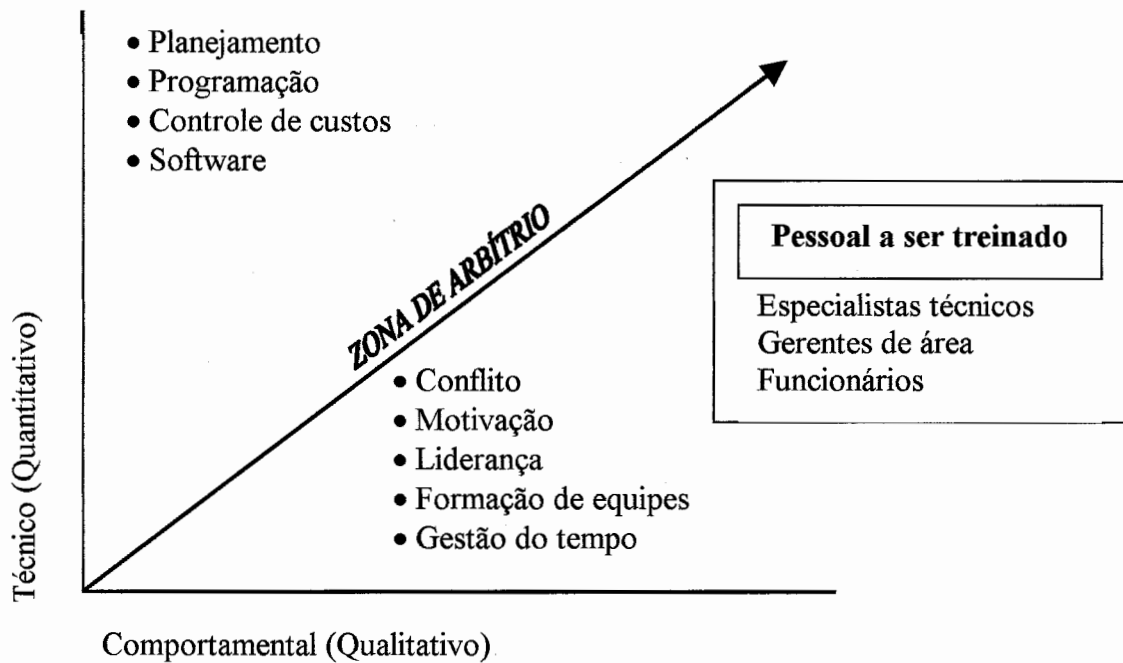 • Planejamento
• Programação
• Controle de custos
• Software
ZONA DE ARBÍTRIO
Pessoal a ser treinado
Especialistas técnicos
Gerentes de área
Funcionários
• Conflito
• Motivação
• Liderança
• Formação de equipes
• Gestão do tempo
Técnico (Quantitativo)
Comportamental (Qualitativo)